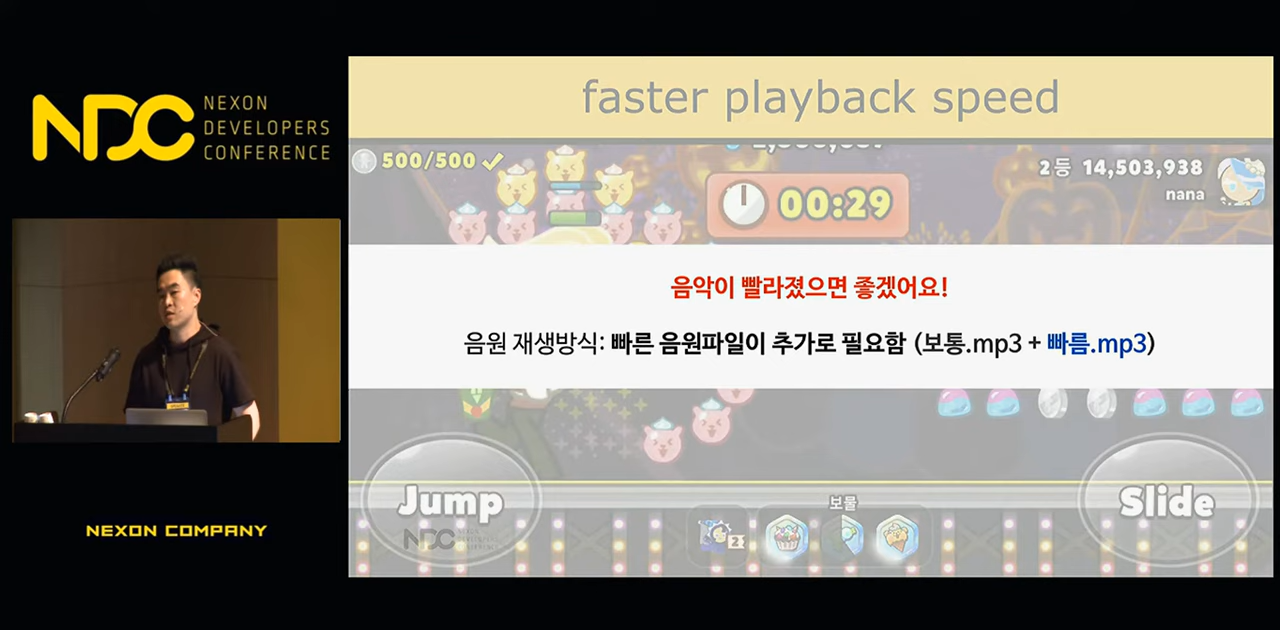 NDC
NEXON
DEVELOPERS
CONFERENCE
NEXON COMPANY
faster playback speed
500/500
00:29
2등 14,503,938
nana
음악이 빨라졌으면 좋겠어요!
음원 재생방식: 빠른 음원파일이 추가로 필요함 (보통.mp3 + 빠름.mp3)
Jump
보물
Slide
NDC
2